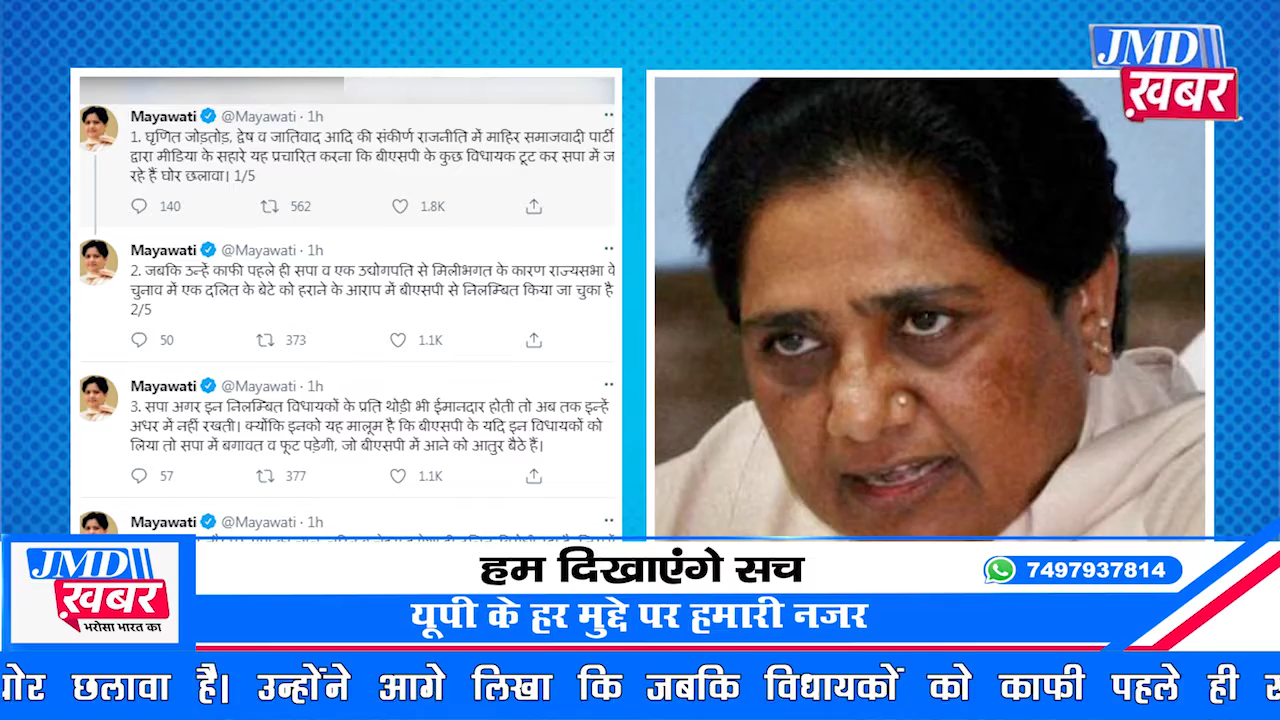 JMD
ख़बर
Mayawati @Mayawati · 1h
1. घृणित जोड़तोड़, द्वेष व जातिवाद आदि की संकीर्ण राजनीति में माहिर समाजवादी पार्टी
द्वारा मीडिया के सहारे यह प्रचारित करना कि बीएसपी के कुछ विधायक टूट कर सपा में ज
रहे हैं घोर छलावा। 1/5
140 562 1.8K
Mayawati @Mayawati · 1h
2. जबकि उन्हें काफी पहले ही सपा व एक उद्योगपति से मिलीभगत के कारण राज्यसभा के
चुनाव में एक दलित के बेटे को हराने के आराप में बीएसपी से निलम्बित किया जा चुका है
2/5
50 373 1.1K
Mayawati @Mayawati · 1h
3. सपा अगर इन निलम्बित विधायकों के प्रति थोड़ी भी ईमानदार होती तो अब तक इन्हें
अधर में नहीं रखती। क्योंकि इनको यह मालूम है कि बीएसपी के यदि इन विधायकों को
लिया तो सपा में बगावत व फूट पड़ेगी, जो बीएसपी में आने को आतुर बैठे हैं।
57 377 1.1K
Mayawati @Mayawati · 1h
JMD
ख़बर
भरोसा भारत का
हम दिखाएंगे सच
7497937814
यूपी के हर मुद्दे पर हमारी नजर
छलावा है। उन्होंने आगे लिखा कि जबकि विधायकों को काफी पहले ही